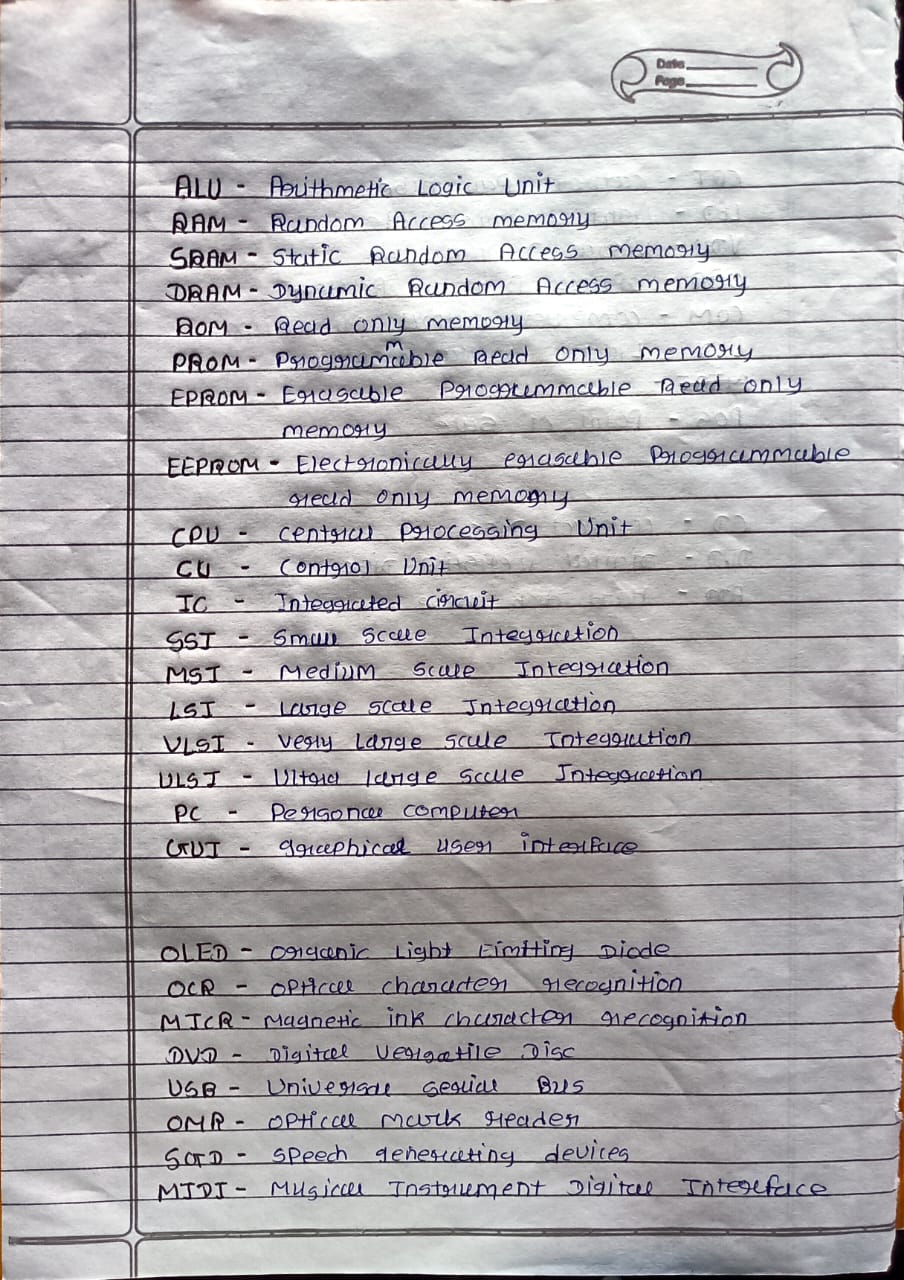 Date
Page
ALU - Arithmetic Logic Unit
RAM - Random Access memory
SRAM - Static Random Access memory
DRAM - Dynamic Random Access memory
ROM - Read only memory
PROM - Programmable Read only memory
EPROM - Erasable Programmable Read only
memory
EEPROM - Electronically erasable Programmable
read only memory
CPU - central Processing Unit
CU - Control Unit
IC - Integrated circuit
SSI - Small Scale Integration
MSI - Medium Scale Integration
LSI - Large Scale Integration
VLSI - Very Large Scale Integration
ULSI - Ultra large Scale Integration
PC - Personal computer
GUI - graphical user interface
OLED - Organic Light Eimtting Diode
OCR - Optical character recognition
MICR - Magnetic ink character recognition
DVD - Digital Versatile Disc
USB - Universal Serial Bus
OMR - Optical mark reader
SGD - Speech generating devices
MIDI - Musical Instrument Digital Interface